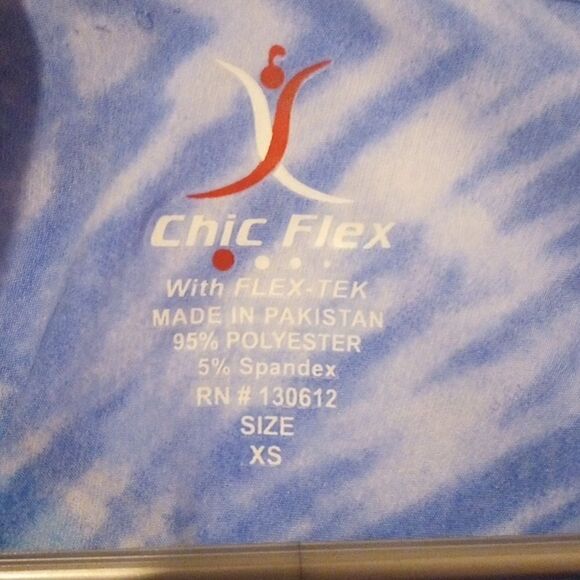 Chic Flex
With FLEX-TEK
MADE IN PAKISTAN
95% POLYESTER
5% Spandex
RN # 130612
SIZE
XS